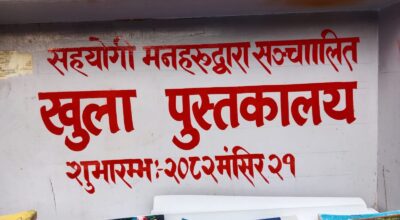 सहयोगी मनहरूद्वारा सञ्चाालित
खुला पुस्तकालय
शुभारम्भः-२०८२ मंसिर २१